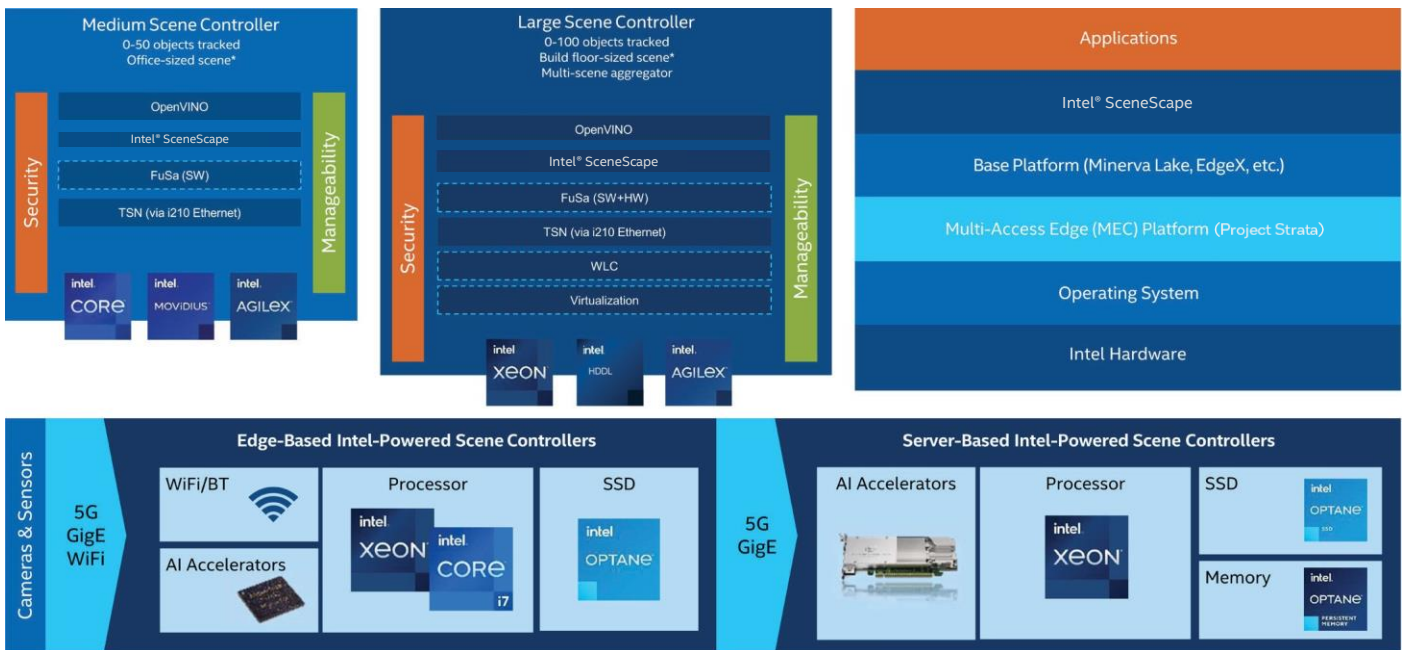 Medium Scene Controller
0-50 objects tracked
Office-sized scene*
Security
OpenVINO
Intel® SceneScape
FuSa (SW)
TSN (via i210 Ethernet)
Manageability
intel.
CORE
intel.
MOVIDIUS
intel.
AGILEX
Large Scene Controller
0-100 objects tracked
Build floor-sized scene*
Multi-scene aggregator
Security
OpenVINO
Intel® SceneScape
FuSa (SW+HW)
TSN (via i210 Ethernet)
WLC
Virtualization
Manageability
intel
XEON
intel.
HDDL
intel.
AGILEX
Applications
Intel® SceneScape
Base Platform (Minerva Lake, EdgeX, etc.)
Multi-Access Edge (MEC) Platform (Project Strata)
Operating System
Intel Hardware
Cameras & Sensors
5G
GigE
WiFi
Edge-Based Intel-Powered Scene Controllers
WiFi/BT
AI Accelerators
Processor
intel.
XEON
intel.
CORE
i7
SSD
intel
OPTANE
5G
GigE
Server-Based Intel-Powered Scene Controllers
AI Accelerators
Processor
intel.
XEON
SSD
intel
OPTANE
SSD
Memory
intel.
OPTANE
PERSISTENT
MEMORY